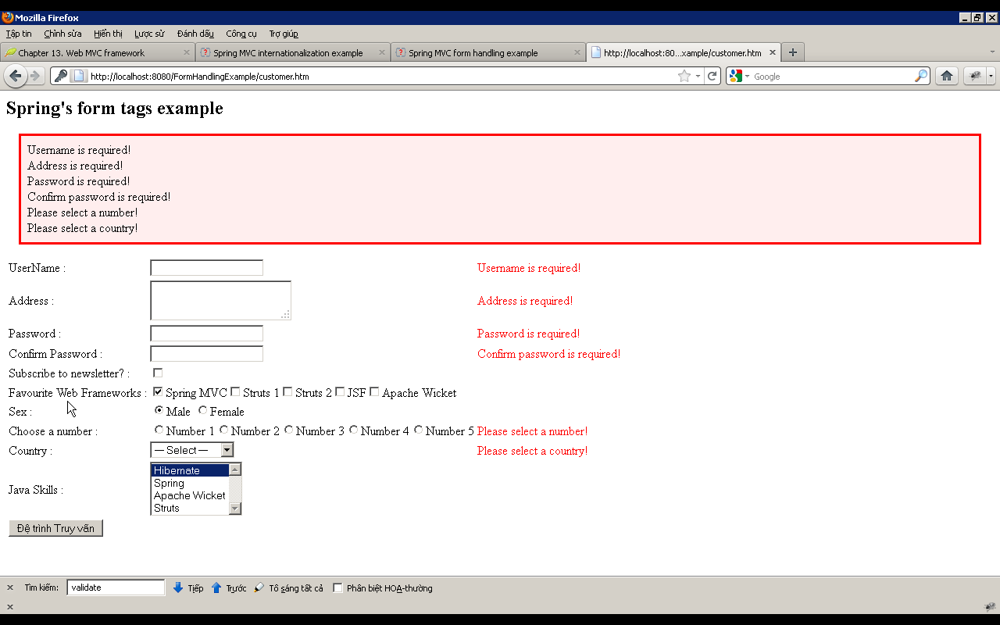 Mozilla Firefox
Tập tin Chỉnh sửa Hiển thị Lược sử Đánh dấu Công cụ Trợ giúp
Chapter 13. Web MVC framework Spring MVC internationalization example Spring MVC form handling example http://localhost:80...xample/customer.htm
http://localhost:8080/FormHandlingExample/customer.htm Google
Spring's form tags example
Username is required!
Address is required!
Password is required!
Confirm password is required!
Please select a number!
Please select a country!
UserName : Username is required!
Address : Address is required!
Password : Password is required!
Confirm Password : Confirm password is required!
Subscribe to newsletter? :
Favourite Web Frameworks : Spring MVC Struts 1 Struts 2 JSF Apache Wicket
Sex : Male Female
Choose a number : Number 1 Number 2 Number 3 Number 4 Number 5 Please select a number!
Country : --- Select --- Please select a country!
Java Skills : Hibernate
Spring
Apache Wicket
Struts
Đệ trình Truy vấn
Tìm kiếm: validate Tiếp Trước Tô sáng tất cả Phân biệt HOA-thường